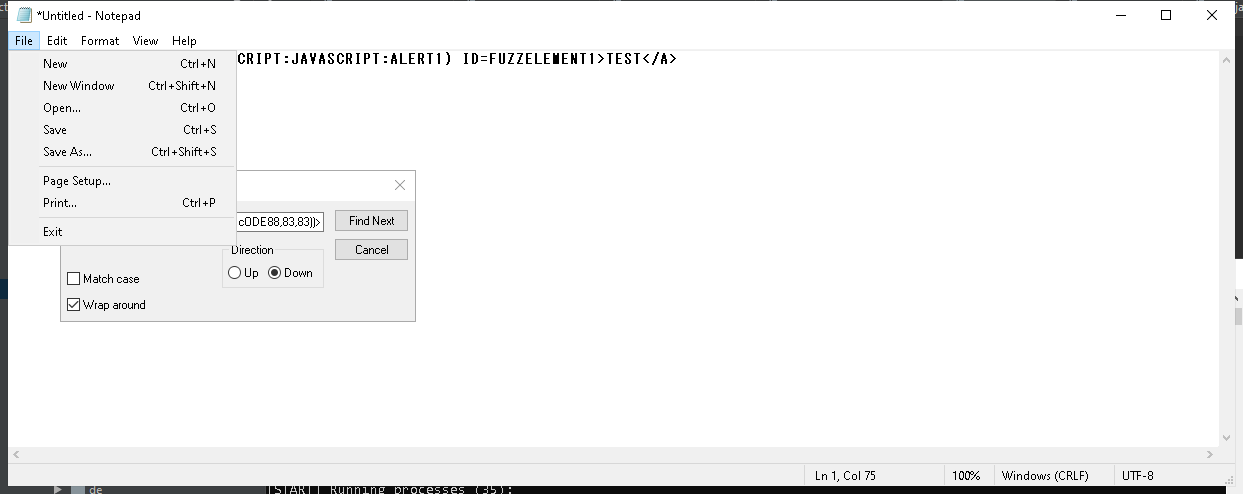 *Untitled - Notepad
File Edit Format View Help
CRIPT:JAVASCRIPT:ALERT1) ID=FUZZELEMENT1>TEST</A>
New Ctrl+N
New Window Ctrl+Shift+N
Open... Ctrl+O
Save Ctrl+S
Save As... Ctrl+Shift+S
Page Setup...
Print... Ctrl+P
Exit
cODE88,83,83))> Find Next
Direction Cancel
Up Down
Match case
Wrap around
Ln 1, Col 75 100% Windows (CRLF) UTF-8
de [START] Running processes (35):